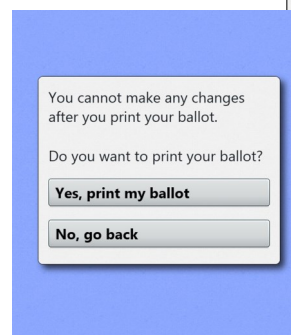 You cannot make any changes
after you print your ballot.
Do you want to print your ballot?
Yes, print my ballot
No, go back